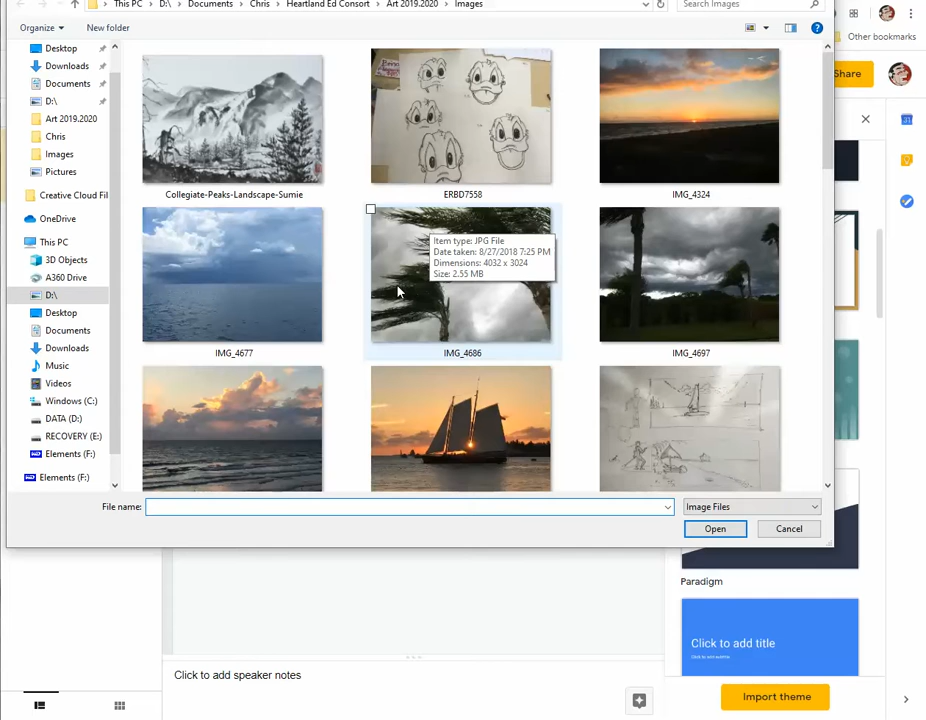 This PC
D:\
Documents
Chris
Heartland Ed Consort
Art 2019.2020
Images
Search Images
Organize
New folder
Other bookmarks
Share
Desktop
Downloads
Documents
D:\
Art 2019.2020
Chris
Images
Pictures
Creative Cloud Fil
OneDrive
This PC
3D Objects
A360 Drive
D:\
Desktop
Documents
Downloads
Music
Videos
Windows (C:)
DATA (D:)
RECOVERY (E:)
Elements (F:)
Elements (F:)
Collegiate-Peaks-Landscape-Sumie
ERBD7558
IMG_4324
Item type: JPG File
Date taken: 8/27/2018 7:25 PM
Dimensions: 4032 x 3024
Size: 2.55 MB
IMG_4677
IMG_4686
IMG_4697
File name:
Image Files
Open
Cancel
Paradigm
Click to add title
Click to add subtitle
Click to add speaker notes
Import theme